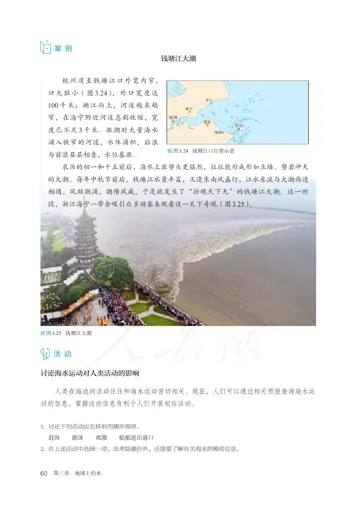 案例
钱塘江大潮
杭州湾至钱塘江口外宽内窄，
口大肚小（图3.24），外口宽度达
100千米；溯江而上，河道越来越
窄，在海宁附近河道急剧收缩，宽
度已不足3千米。涨潮时大量海水
涌入狭窄的河道，水体涌积，后浪
与前浪层层相叠，水位暴涨。
图3.24 钱塘江口位置示意
农历的初一和十五前后，海水上涨势头更猛烈，往往能形成形如立墙、势若冲天
的大潮。每年中秋节前后，钱塘江水量丰富，又逢东南风盛行，江水东流与大潮西进
相遇，风助潮涌，潮借风威，于是就发生了“壮观天下无”的钱塘江大潮。这一时
段，浙江海宁一带会吸引众多游客来观看这一天下奇观（图3.25）。
图3.25 钱塘江大潮
活动
讨论海水运动对人类活动的影响
人类在海边的活动往往和海水运动密切相关。现在，人们可以通过相关预报查询海水运
动的信息。掌握这些信息有利于人们开展相应活动。
1. 讨论下列活动应怎样利用潮汐规律。
赶海 游泳 观潮 船舶进出港口
2. 在上述活动中选择一项，思考除潮汐外，还需要了解有关海水的哪些信息。
60 第三章 地球上的水